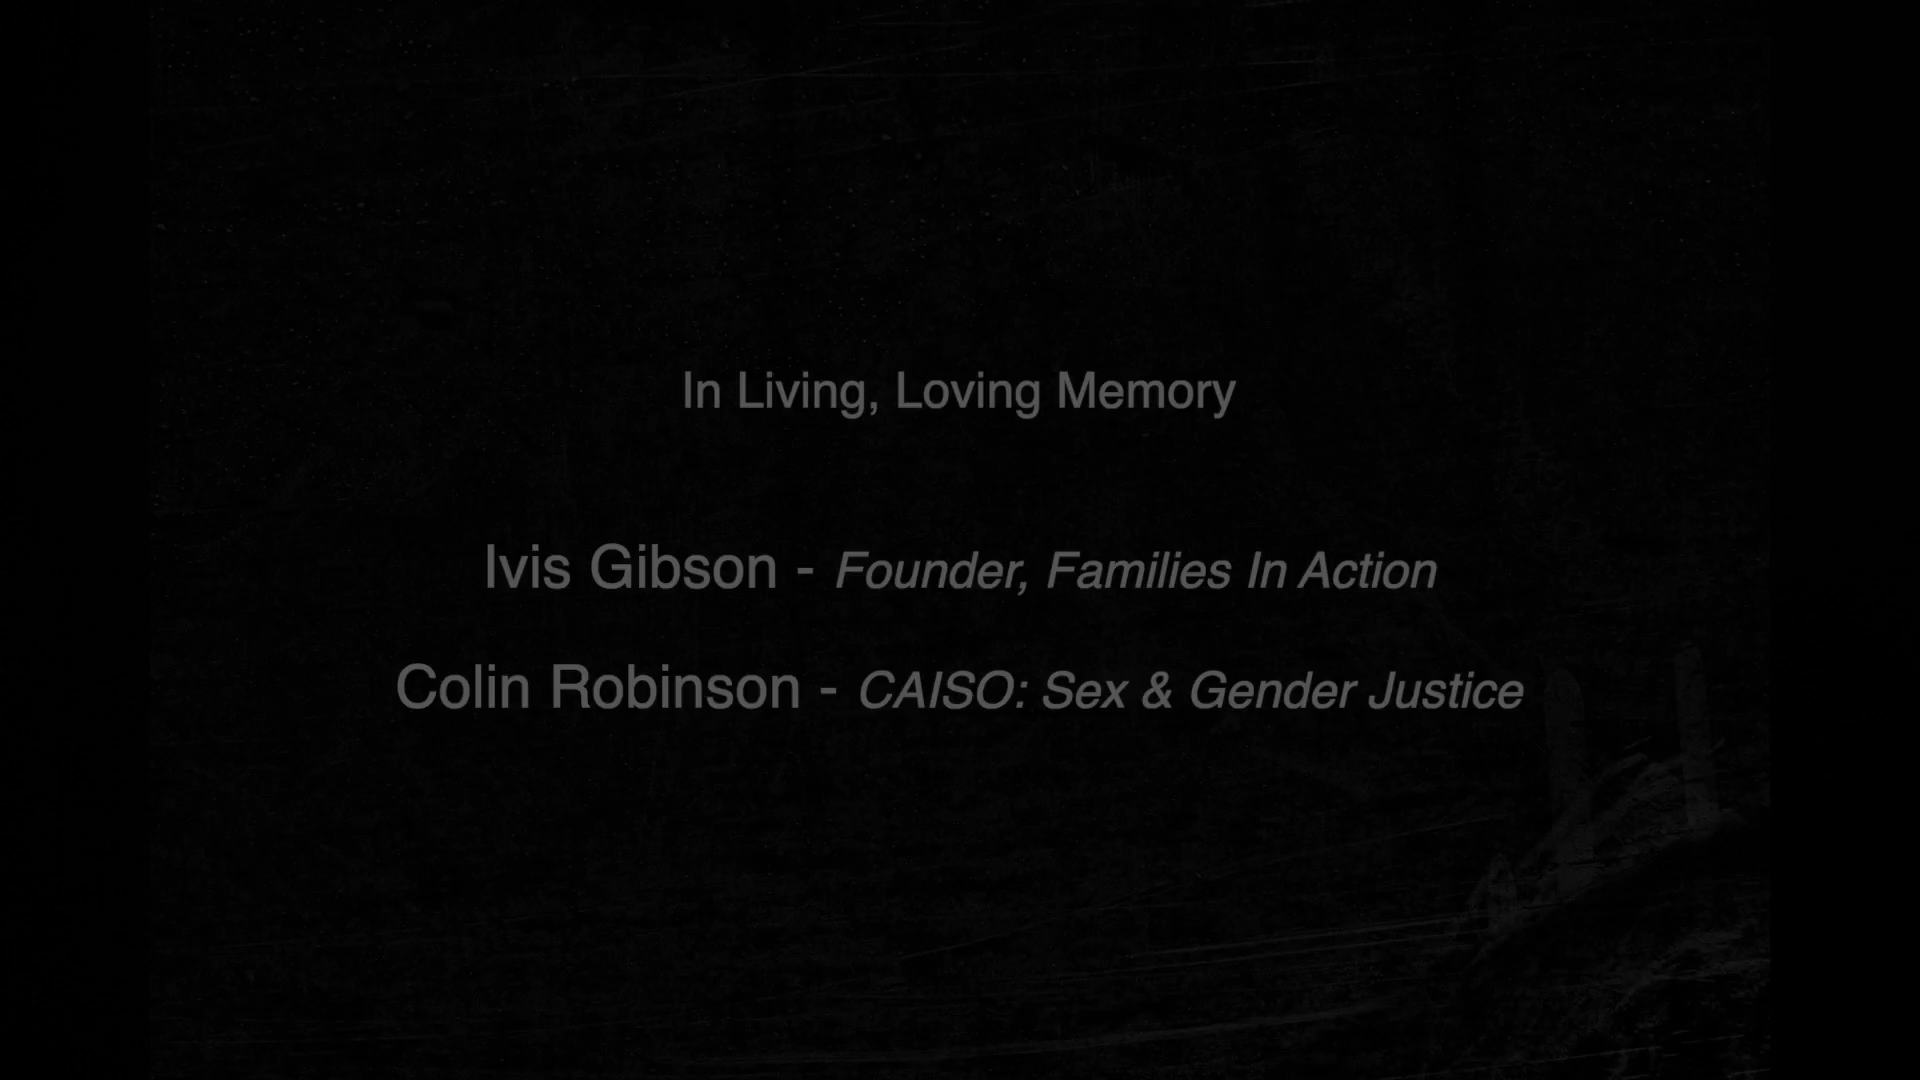 In Living, Loving Memory
Ivis Gibson - Founder, Families In Action
Colin Robinson - CAISO: Sex & Gender Justice